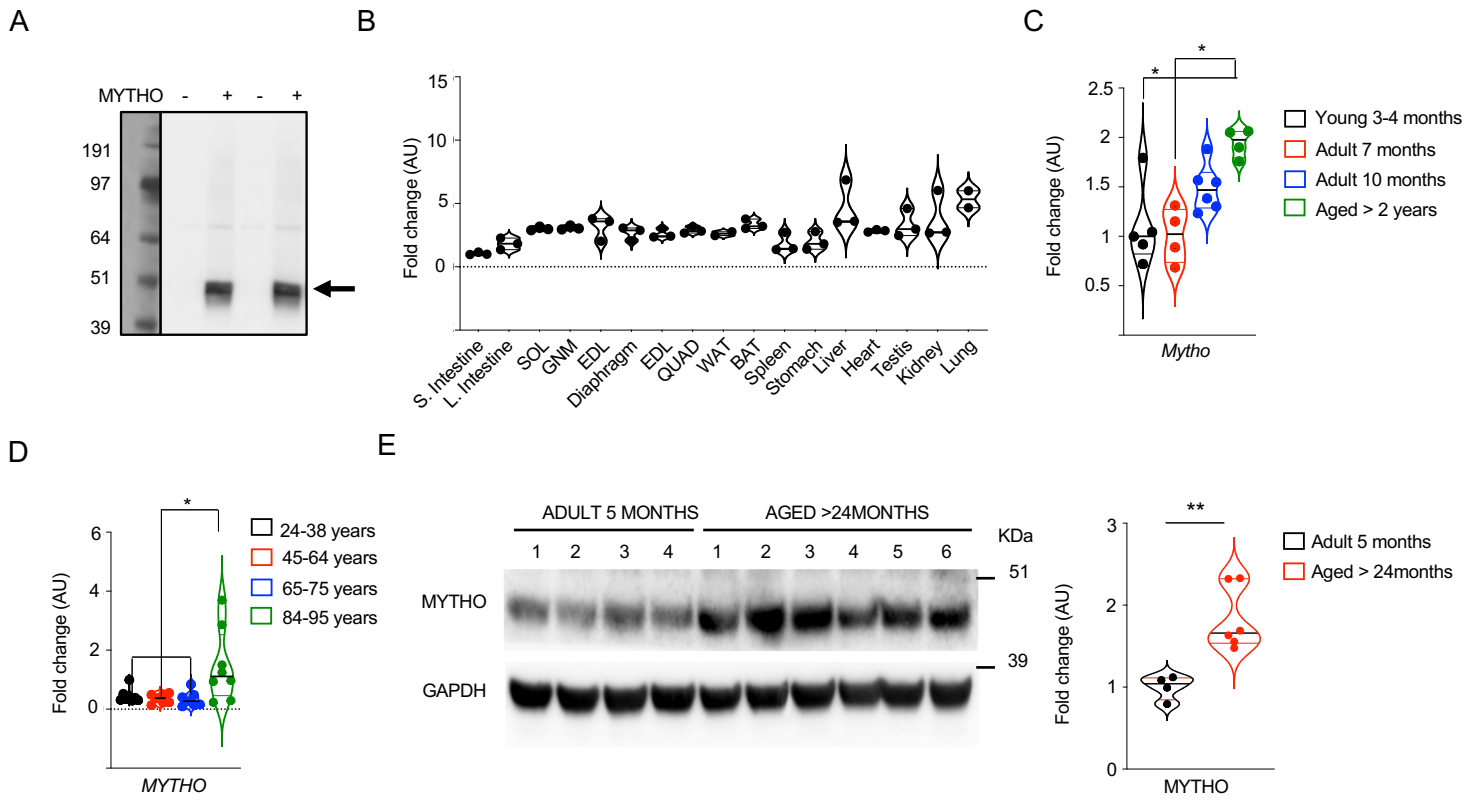 A
MYTHO - + - +
191
97
64
51
39
B
Fold change (AU)
15
10
5
0
S. Intestine
L. Intestine
SOL
GNM
EDL
Diaphragm
EDL
QUAD
WAT
BAT
Spleen
Stomach
Liver
Heart
Testis
Kidney
Lung
C
*
*
Fold change (AU)
2.5
2
1.5
1
0.5
Mytho
Young 3-4 months
Adult 7 months
Adult 10 months
Aged > 2 years
D
*
Fold change (AU)
6
4
2
0
MYTHO
24-38 years
45-64 years
65-75 years
84-95 years
E
ADULT 5 MONTHS AGED >24MONTHS
KDa
1 2 3 4 1 2 3 4 5 6
51
MYTHO
39
GAPDH
**
Fold change (AU)
3
2
1
0
MYTHO
Adult 5 months
Aged > 24months